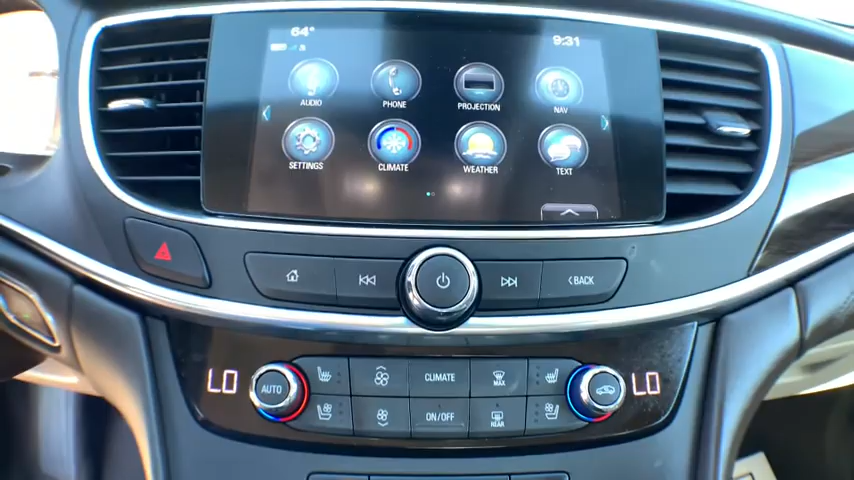 64°
9:31
AUDIO
PHONE
PROJECTION
NAV
SETTINGS
CLIMATE
WEATHER
TEXT
BACK
LO
AUTO
CLIMATE
MAX
LO
ON/OFF
REAR